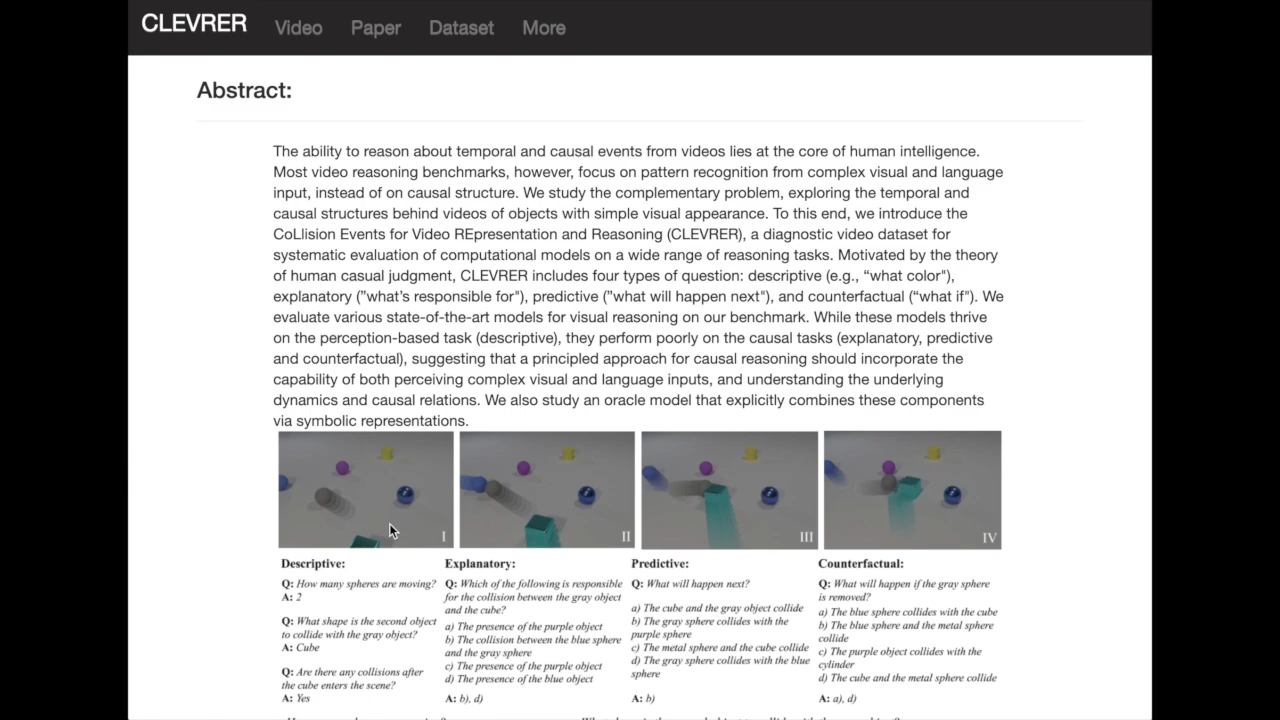 CLEVRER Video Paper Dataset More
Abstract:
The ability to reason about temporal and causal events from videos lies at the core of human intelligence.
Most video reasoning benchmarks, however, focus on pattern recognition from complex visual and language
input, instead of on causal structure. We study the complementary problem, exploring the temporal and
causal structures behind videos of objects with simple visual appearance. To this end, we introduce the
CoLlision Events for Video REpresentation and Reasoning (CLEVRER), a diagnostic video dataset for
systematic evaluation of computational models on a wide range of reasoning tasks. Motivated by the theory
of human casual judgment, CLEVRER includes four types of question: descriptive (e.g., “what color"),
explanatory ("what’s responsible for"), predictive ("what will happen next"), and counterfactual (“what if"). We
evaluate various state-of-the-art models for visual reasoning on our benchmark. While these models thrive
on the perception-based task (descriptive), they perform poorly on the causal tasks (explanatory, predictive
and counterfactual), suggesting that a principled approach for causal reasoning should incorporate the
capability of both perceiving complex visual and language inputs, and understanding the underlying
dynamics and causal relations. We also study an oracle model that explicitly combines these components
via symbolic representations.
I
II
III
IV
Descriptive:
Q: How many spheres are moving?
A: 2
Q: What shape is the second object
to collide with the gray object?
A: Cube
Q: Are there any collisions after
the cube enters the scene?
A: Yes
Explanatory:
Q: Which of the following is responsible
for the collision between the gray object
and the cube?
a) The presence of the purple object
b) The collision between the blue sphere
and the gray sphere
c) The presence of the purple object
d) The presence of the blue object
A: b), d)
Predictive:
Q: What will happen next?
a) The cube and the gray object collide
b) The gray sphere collides with the
purple sphere
c) The metal sphere and the cube collide
d) The gray sphere collides with the blue
sphere
A: b)
Counterfactual:
Q: What will happen if the gray sphere
is removed?
a) The blue sphere collides with the cube
b) The blue sphere and the metal sphere
collide
c) The purple object collides with the
cylinder
d) The cube and the metal sphere collide
A: a), d)